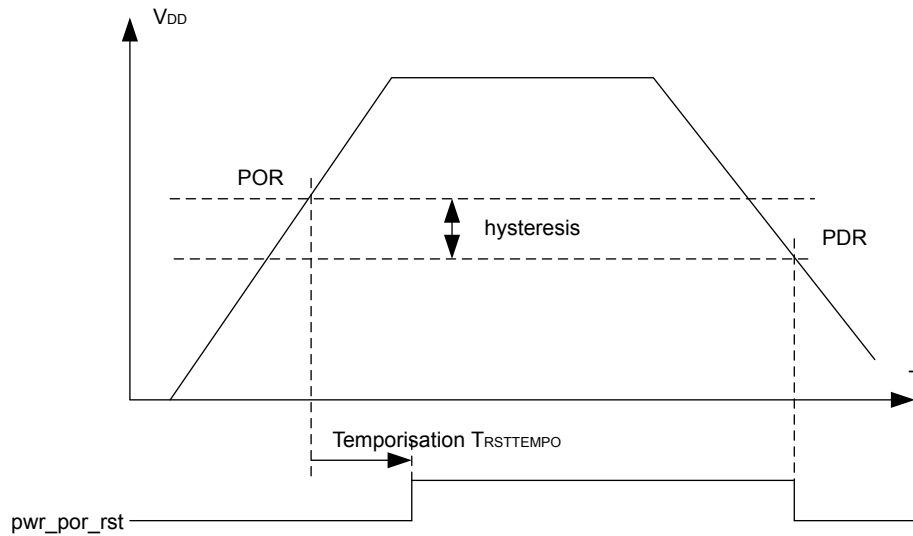 VDD
POR
hysteresis
PDR
Temporisation TRSTTEMPO
pwr_por_rst